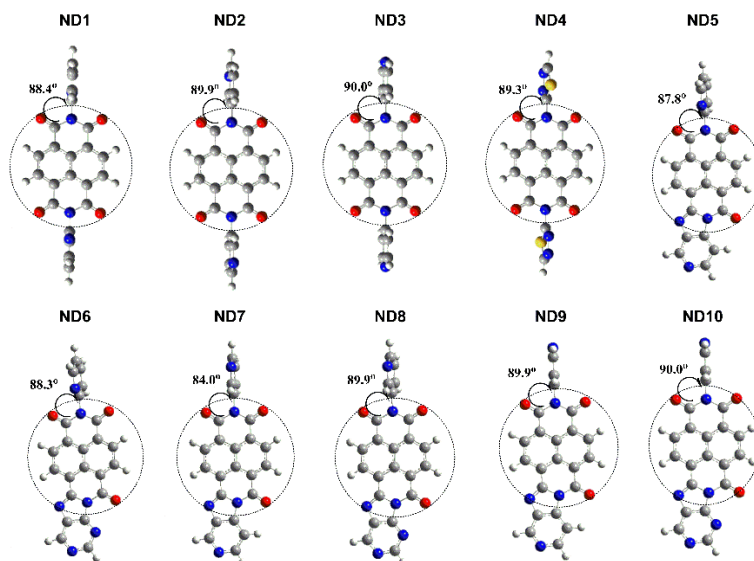 ND1 ND2 ND3 ND4 ND5
88.4° 89.9° 90.0° 89.3° 87.8°
ND6 ND7 ND8 ND9 ND10
88.3° 84.0° 89.9° 89.9° 90.0°